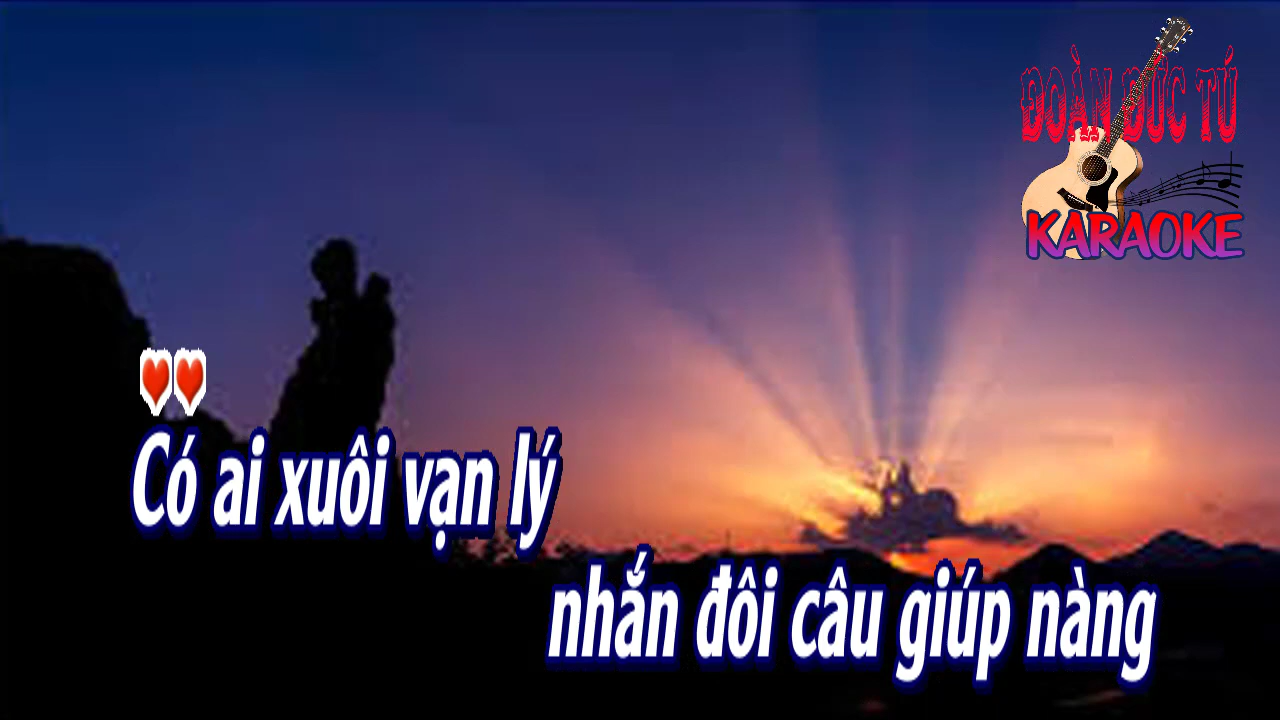 ĐOÀN ĐỨC TÚ
KARAOKE
Có ai xuôi vạn lý
nhắn đôi câu giúp nàng